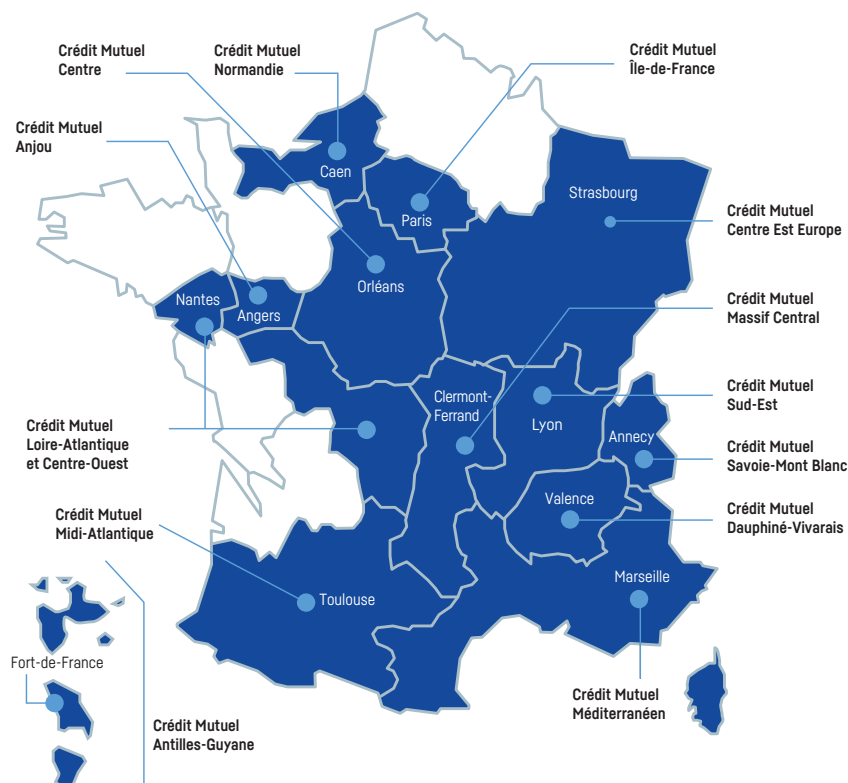 Crédit Mutuel
Centre
Crédit Mutuel
Normandie
Crédit Mutuel
Île-de-France
Crédit Mutuel
Anjou
Caen
Paris
Strasbourg
Crédit Mutuel
Centre Est Europe
Orléans
Nantes
Angers
Crédit Mutuel
Massif Central
Clermont-
Ferrand
Lyon
Crédit Mutuel
Sud-Est
Annecy
Crédit Mutuel
Loire-Atlantique
et Centre-Ouest
Crédit Mutuel
Savoie-Mont Blanc
Valence
Crédit Mutuel
Dauphiné-Vivarais
Crédit Mutuel
Midi-Atlantique
Marseille
Toulouse
Fort-de-France
Crédit Mutuel
Méditerranéen
Crédit Mutuel
Antilles-Guyane